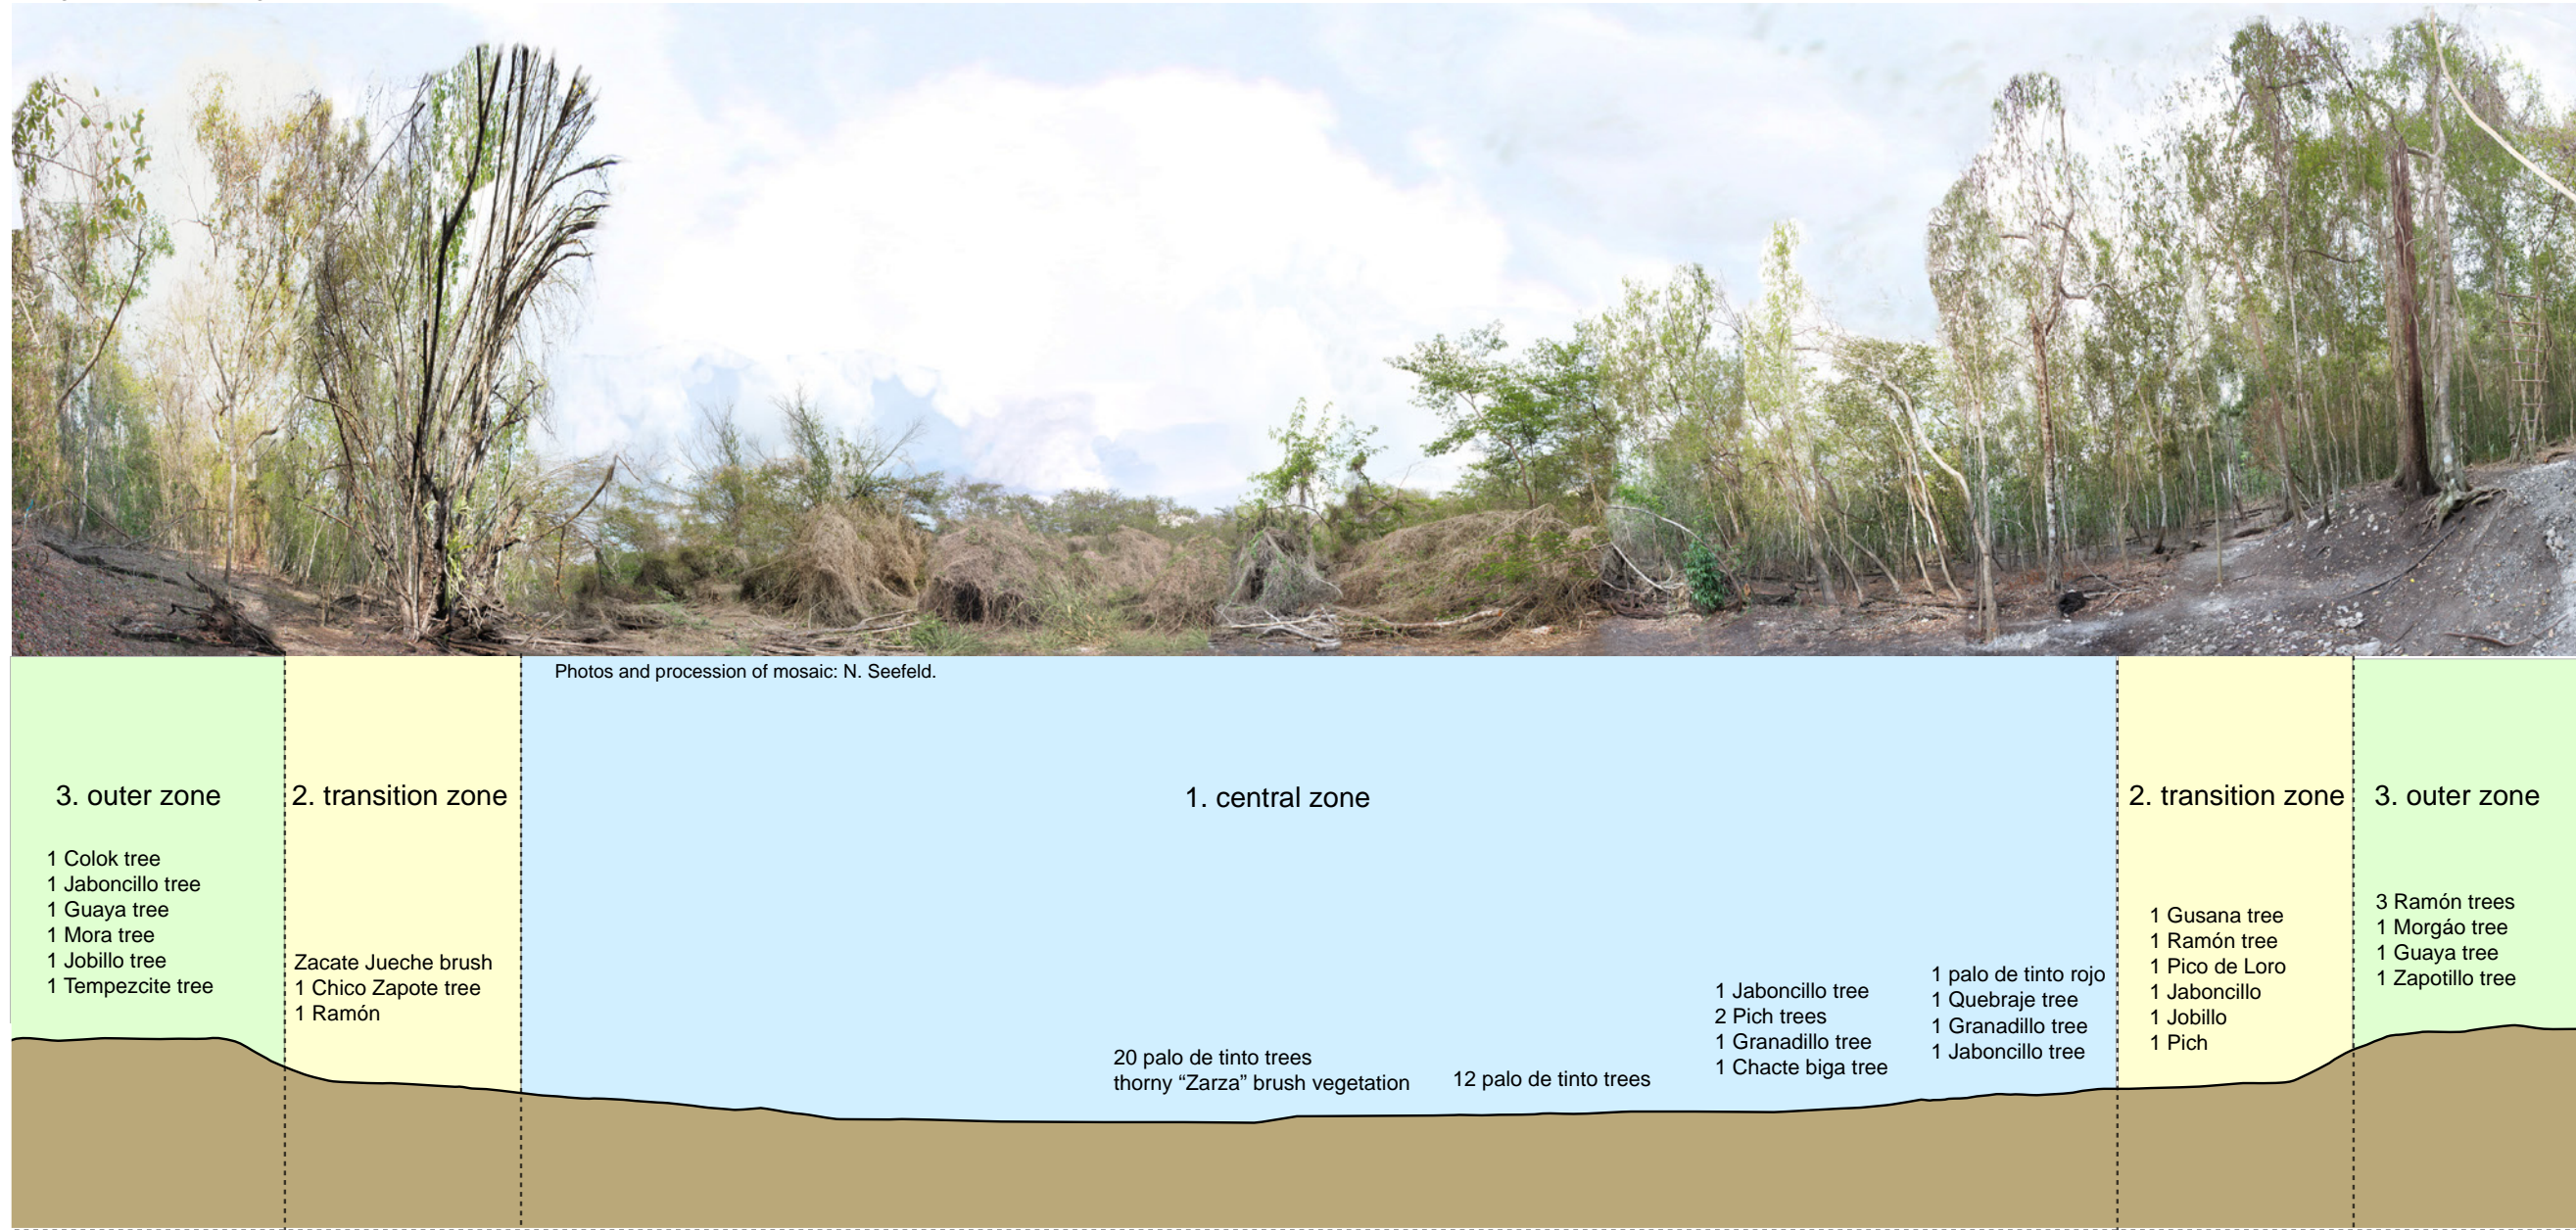 Photos and procession of mosaic: N. Seefeld.
3. outer zone
1 Colok tree
1 Jaboncillo tree
1 Guaya tree
1 Mora tree
1 Jobillo tree
1 Tempezcite tree
2. transition zone
Zacate Jueche brush
1 Chico Zapote tree
1 Ramón
1. central zone
20 palo de tinto trees
thorny “Zarza” brush vegetation
12 palo de tinto trees
1 Jaboncillo tree
2 Pich trees
1 Granadillo tree
1 Chacte biga tree
1 palo de tinto rojo
1 Quebraje tree
1 Granadillo tree
1 Jaboncillo tree
2. transition zone
1 Gusana tree
1 Ramón tree
1 Pico de Loro
1 Jaboncillo
1 Jobillo
1 Pich
3. outer zone
3 Ramón trees
1 Morgáo tree
1 Guaya tree
1 Zapotillo tree